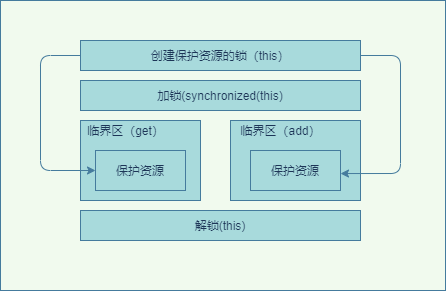 创建保护资源的锁（this）
加锁(synchronized(this)
临界区（get）
保护资源
临界区（add）
保护资源
解锁(this)